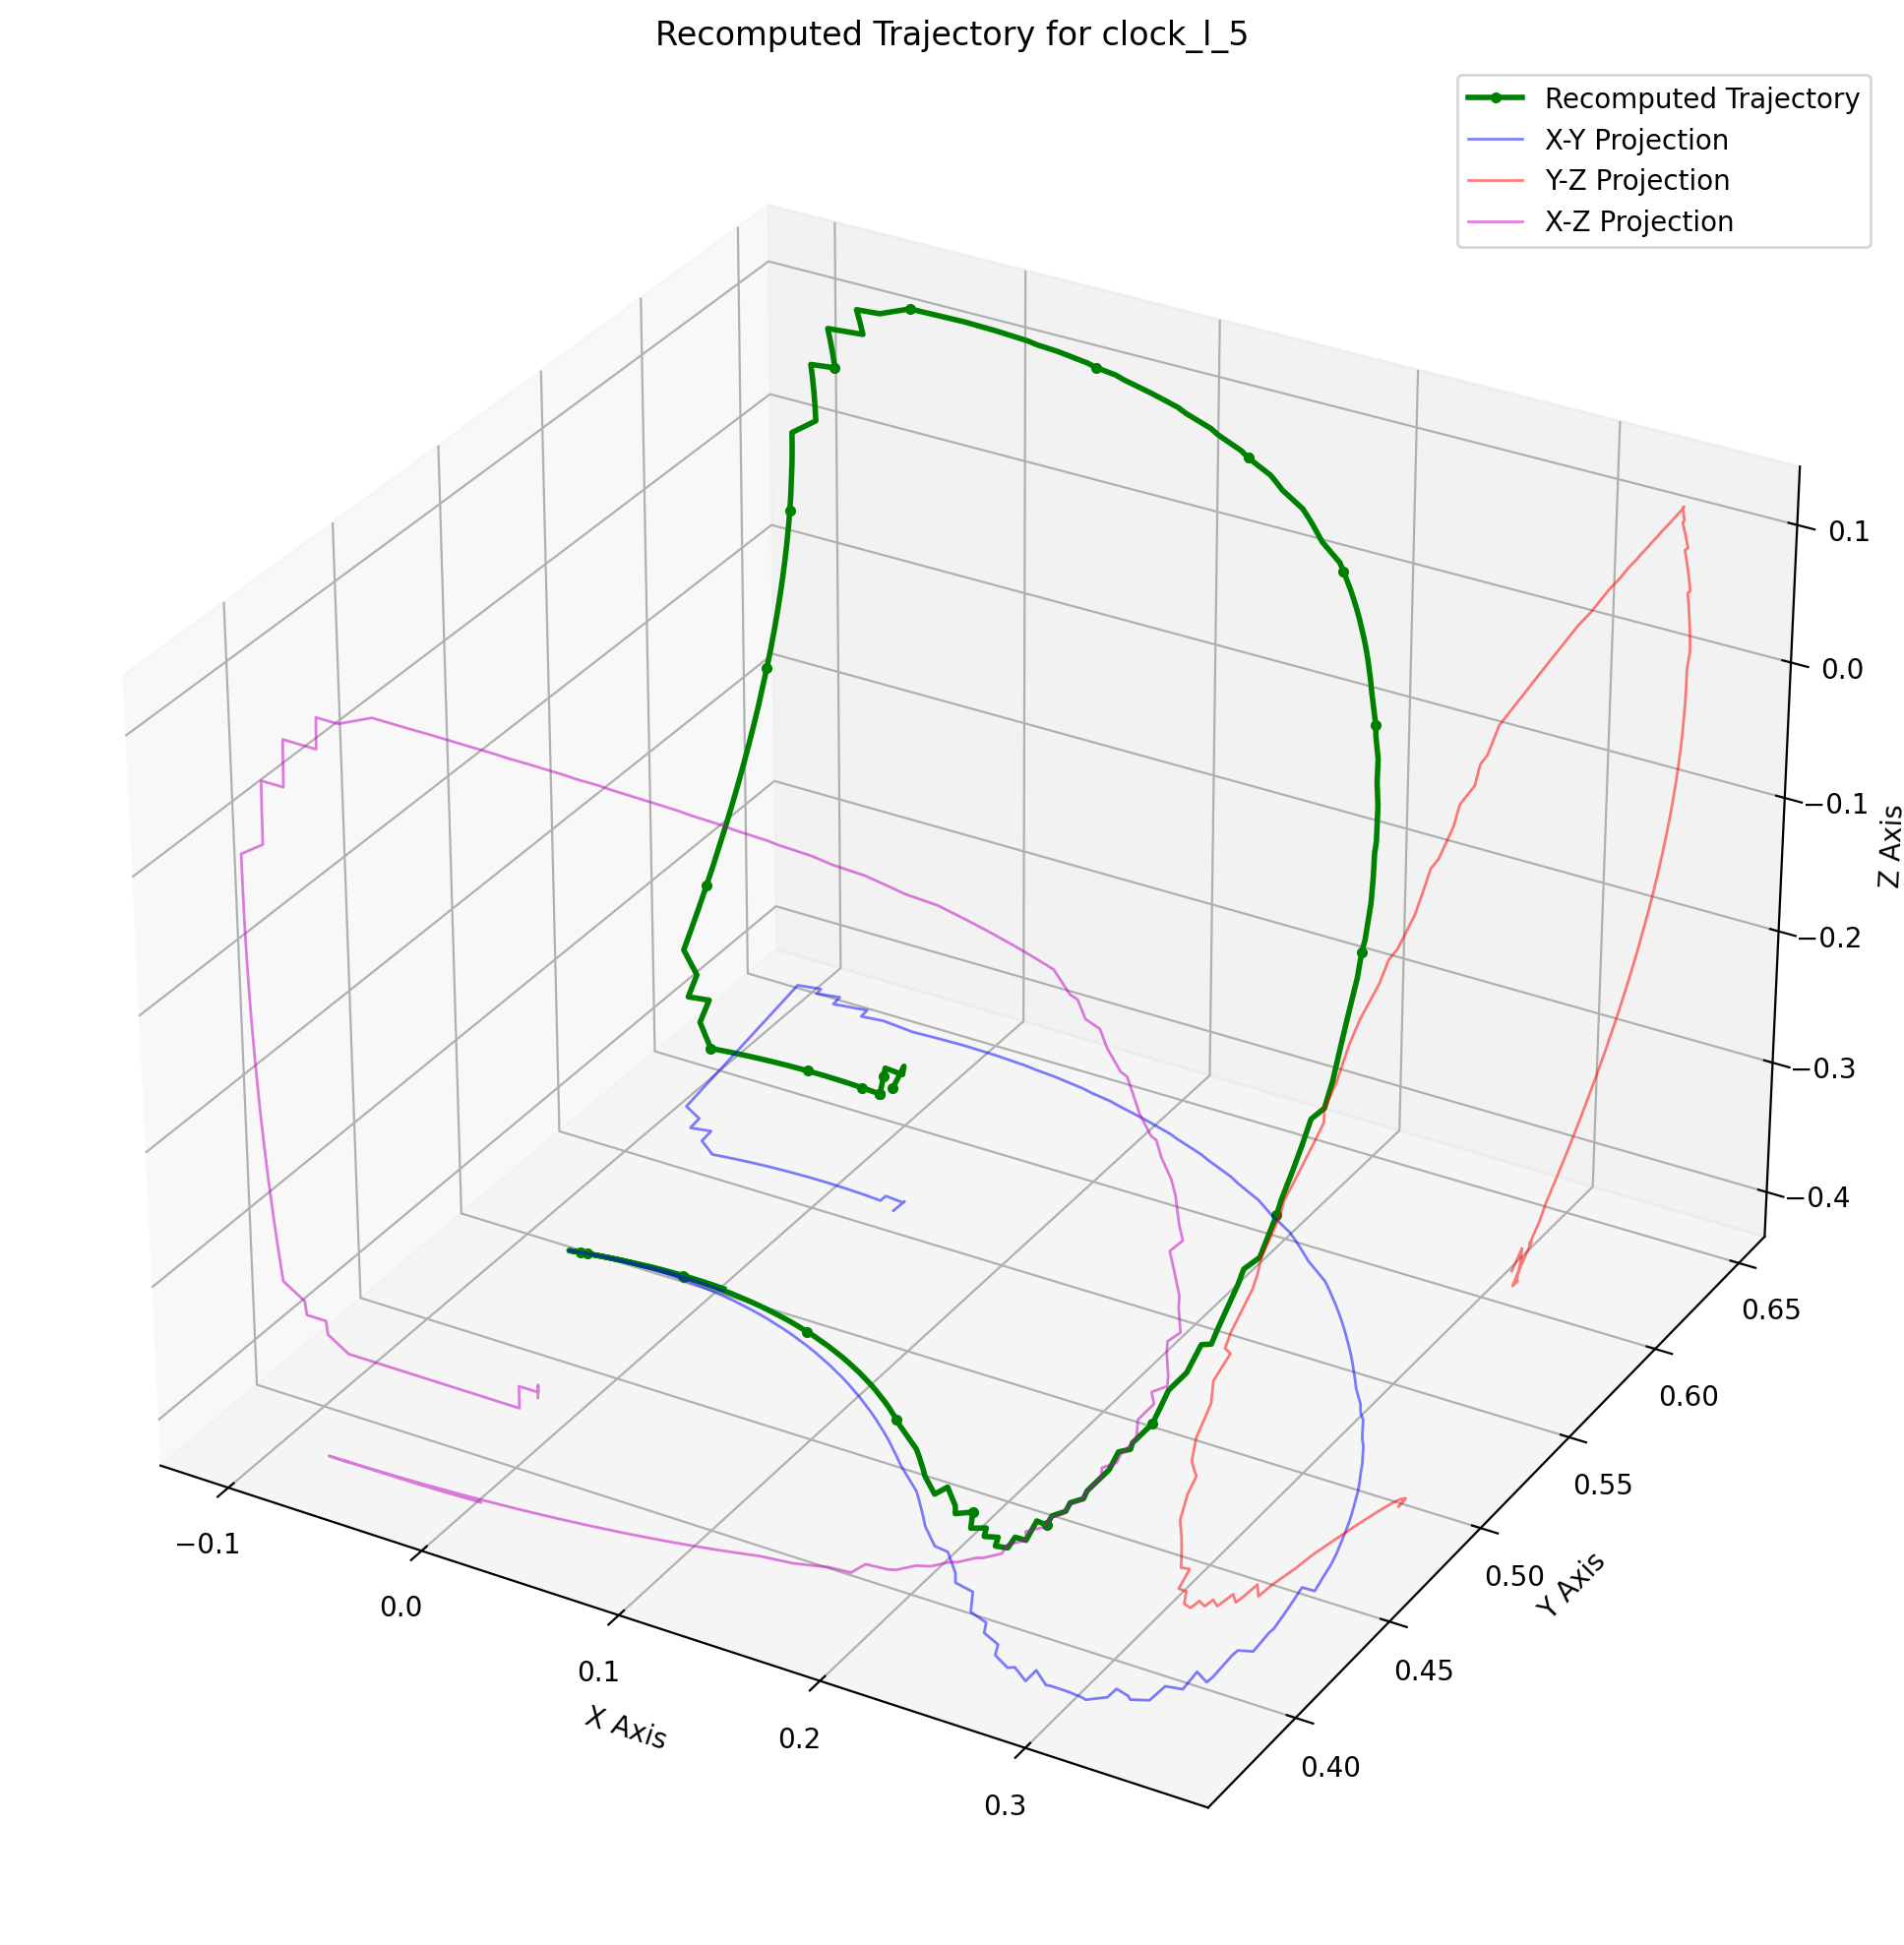 Recomputed Trajectory for clock_l_5
Recomputed Trajectory
X-Y Projection
Y-Z Projection
X-Z Projection
0.1
0.0
−0.1
−0.2
−0.3
−0.4
Z Axis
0.65
0.60
0.55
0.50
0.45
0.40
Y Axis
−0.1
0.0
0.1
0.2
0.3
X Axis